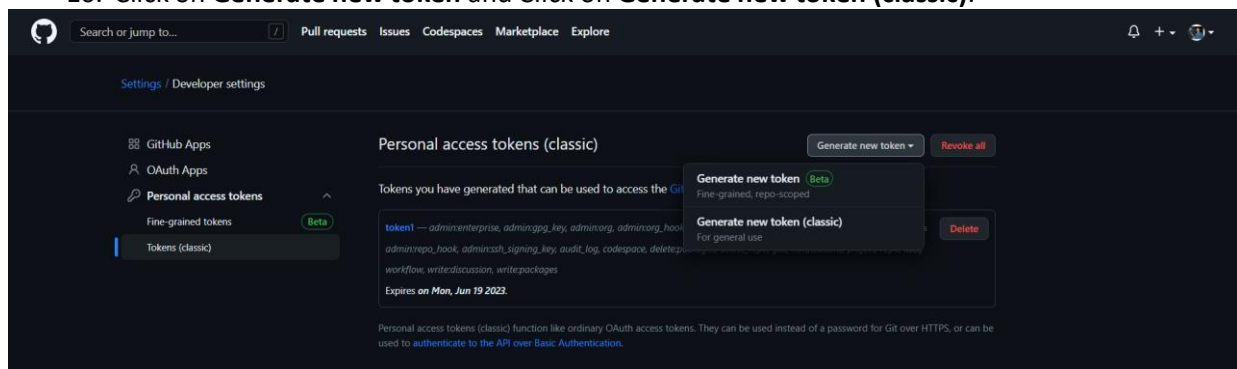 Click on Generate new token and Click on Generate new token (classic).
Search or jump to... / Pull requests Issues Codespaces Marketplace Explore
Settings / Developer settings
GitHub Apps
OAuth Apps
Personal access tokens
Fine-grained tokens Beta
Tokens (classic)
Personal access tokens (classic) Generate new token Revoke all
Tokens you have generated that can be used to access the
Generate new token Beta
Fine-grained, repo-scoped
Generate new token (classic)
For general use
token1 — admin:enterprise, admin:gpg_key, admin:org, admin:org_hook Delete
admin:repo_hook, admin:ssh_signing_key, audit_log, codespace,
workflow, write:discussion, write:packages
Expires on Mon, Jun 19 2023.
Personal access tokens (classic) function like ordinary OAuth access tokens. They can be used instead of a password for Git over HTTPS, or can be
used to authenticate to the API over Basic Authentication.